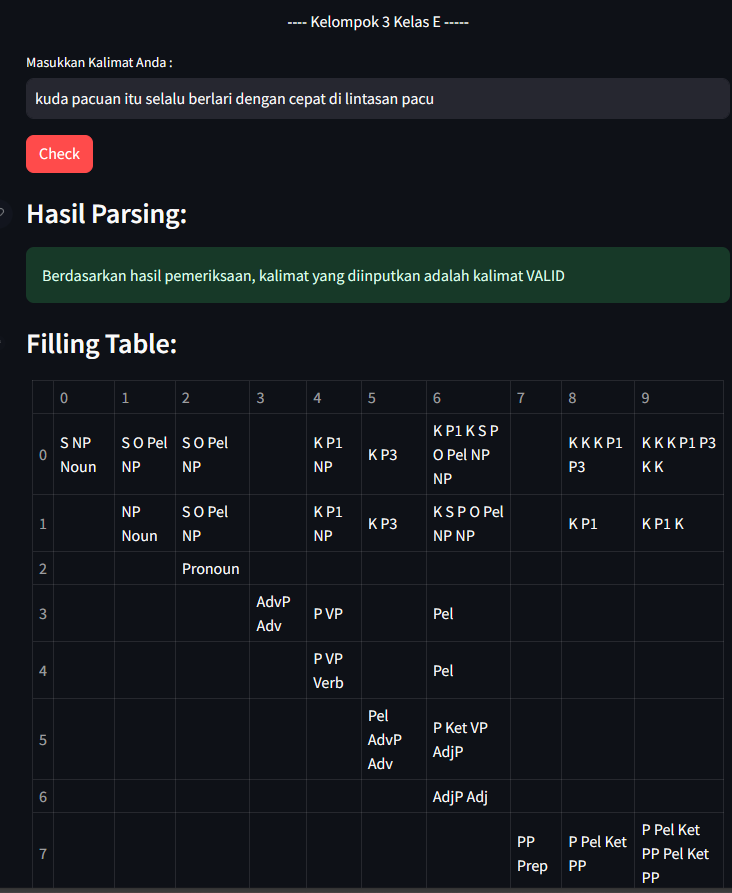 ---- Kelompok 3 Kelas E -----
Masukkan Kalimat Anda :
kuda pacuan itu selalu berlari dengan cepat di lintasan pacu
Check
Hasil Parsing:
Berdasarkan hasil pemeriksaan, kalimat yang diinputkan adalah kalimat VALID
Filling Table:
0 1 2 3 4 5 6 7 8 9
K P1 K S P K K K P1 P3
S NP S O Pel S O Pel K P1 K P3 O Pel NP K K K P1
0 Noun NP NP NP NP P3 K K
NP S O Pel K P1 K P3 K S P O Pel K P1 K P1 K
1 Noun NP NP NP NP
2 Pronoun
AdvP P VP Pel
3 Adv
P VP Pel
4 Verb
Pel
5 AdvP P Ket VP
Adv AdjP
6 AdjP Adj
P Pel Ket
7 PP P Pel Ket PP Pel Ket
Prep PP PP